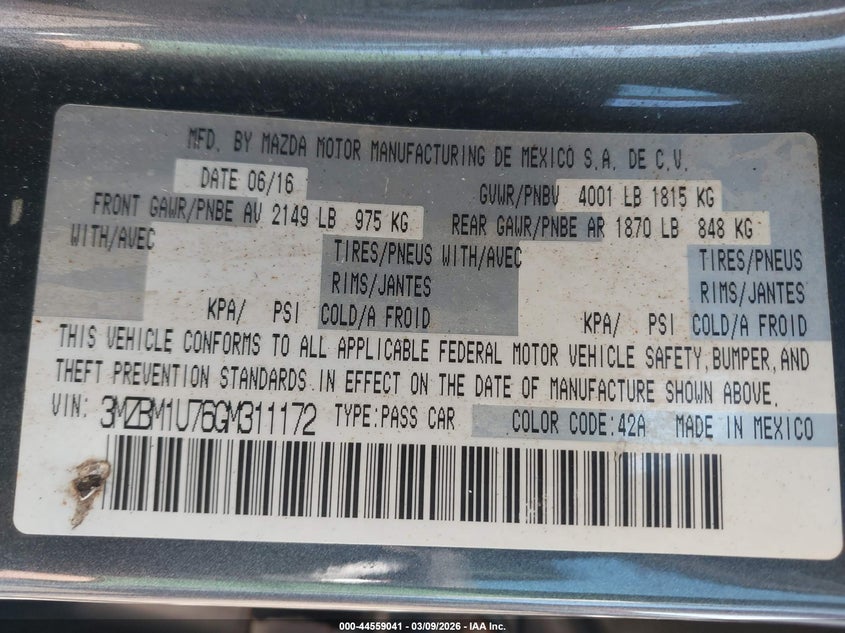 MFD. BY MAZDA MOTOR MANUFACTURING DE MEXICO S.A. DE C.V.
DATE 06/16 GVWR/PNBV 4001 LB 1815 KG
FRONT GAWR/PNBE AV 2149 LB 975 KG REAR GAWR/PNBE AR 1870 LB 848 KG
WITH/AVEC TIRES/PNEUS WITH/AVEC TIRES/PNEUS
RIMS/JANTES RIMS/JANTES
KPA/ PSI COLD/A FROID KPA/ PSI COLD/A FROID
THIS VEHICLE CONFORMS TO ALL APPLICABLE FEDERAL MOTOR VEHICLE SAFETY, BUMPER, AND
THEFT PREVENTION STANDARDS IN EFFECT ON THE DATE OF MANUFACTURE SHOWN ABOVE.
VIN: 3MZBM1U76GM311172 TYPE:PASS CAR COLOR CODE:42A MADE IN MEXICO
000-44559041 - 03/09/2026 - IAA Inc.